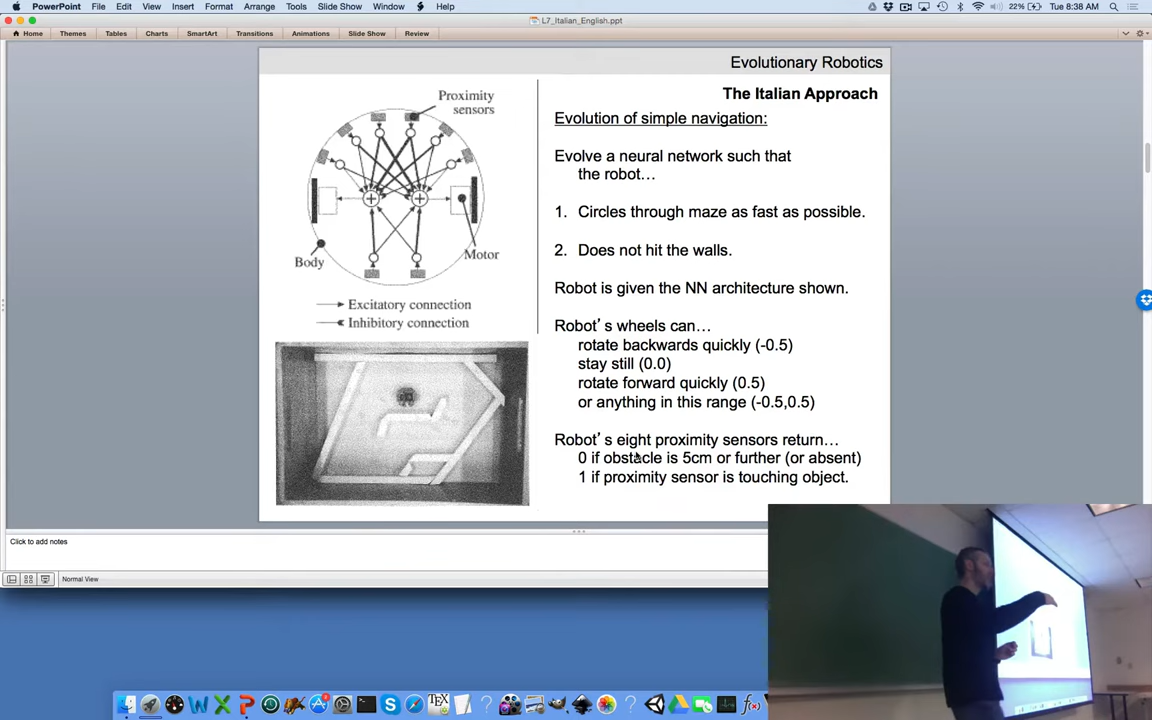 PowerPoint File Edit View Insert Format Arrange Tools Slide Show Window Help
22% Tue 8:38 AM
L7_Italian_English.ppt
Home Themes Tables Charts SmartArt Transitions Animations Slide Show Review
Evolutionary Robotics
The Italian Approach
Proximity
sensors
Body
Motor
Excitatory connection
Inhibitory connection
Evolution of simple navigation:
Evolve a neural network such that
the robot…
1. Circles through maze as fast as possible.
2. Does not hit the walls.
Robot is given the NN architecture shown.
Robot's wheels can…
rotate backwards quickly (-0.5)
stay still (0.0)
rotate forward quickly (0.5)
or anything in this range (-0.5,0.5)
Robot's eight proximity sensors return…
0 if obstacle is 5cm or further (or absent)
1 if proximity sensor is touching object.
Click to add notes
Normal View
TEX
f(x)